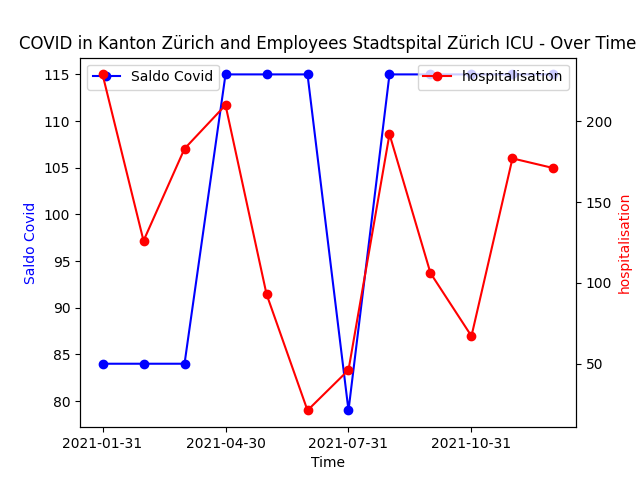 COVID in Kanton Zürich and Employees Stadtspital Zürich ICU - Over Time
Saldo Covid
hospitalisation
115
110
105
100
95
90
85
80
Saldo Covid
200
150
100
50
hospitalisation
2021-01-31
2021-04-30
2021-07-31
2021-10-31
Time